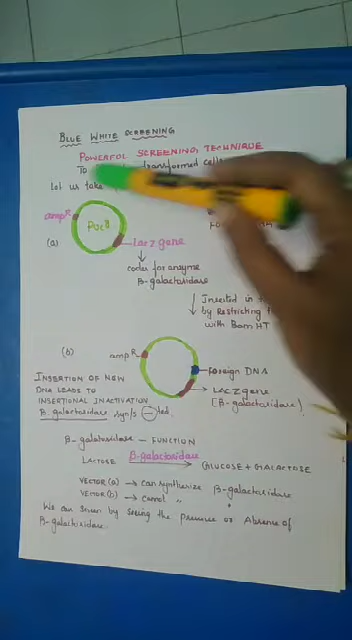 BLUE WHITE SCREENING
POWERFUL SCREENING TECHNIQUE
To transformed cells
Let us take
ampR
PUC8
Lac z gene
(a)
codes for enzyme
β-galactosidase
Inserted in
by restricting
with Bam HI
(b)
ampR
foreign DNA
INSERTION OF NEW
DNA LEADS TO
INSERTIONAL INACTIVATION
LAC Z gene
(β-galactosidase)
β-galactosidase syn/s
β-galactosidase – FUNCTION
LACTOSE β-galactosidase GLUCOSE + GALACTOSE
VECTOR (a) → can synthesize β-galactosidase
VECTOR (b) → cannot "
We can screen by seeing the presence or Absence of
β-galactosidase.